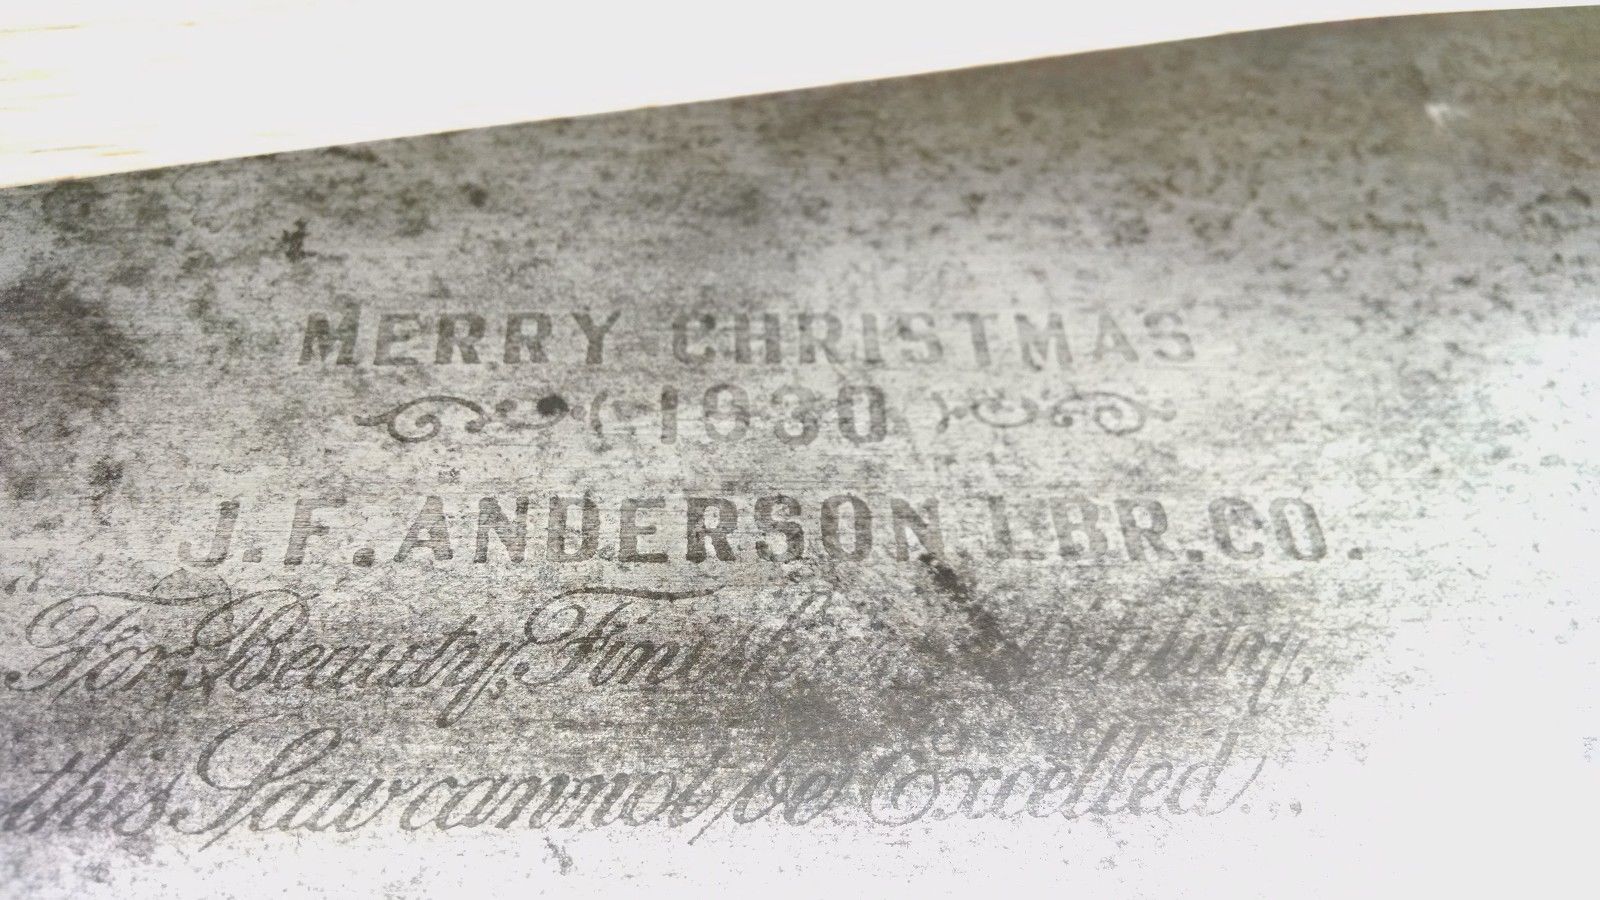 MERRY CHRISTMAS
1930
J.F. ANDERSON LBR. CO.
"For Beauty, Finish
this Saw cannot be Excelled.